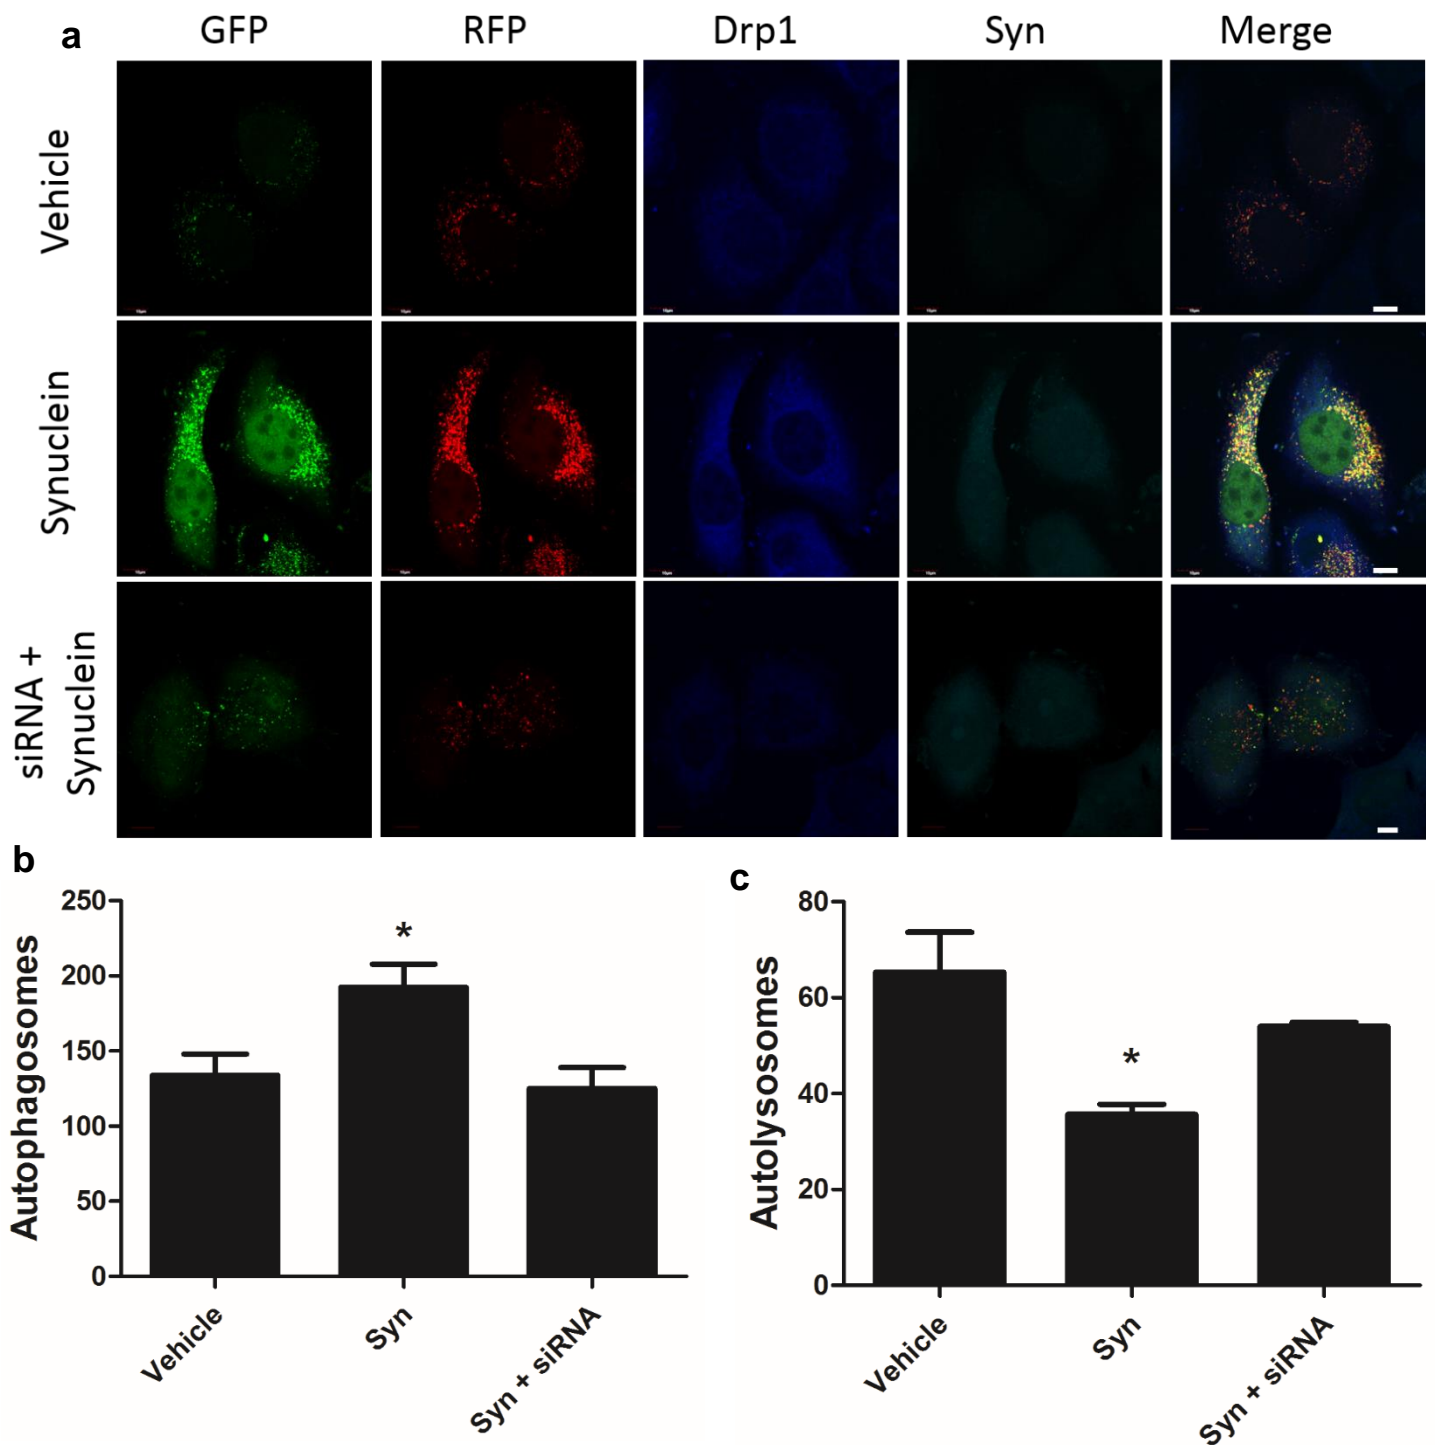 a
GFP RFP Drp1 Syn Merge
Vehicle
Synuclein
siRNA +
Synuclein
b
250
200
150
100
50
0
Autophagosomes
*
Vehicle
Syn
Syn + siRNA
c
80
60
40
20
0
Autolysosomes
*
Vehicle
Syn
Syn + siRNA